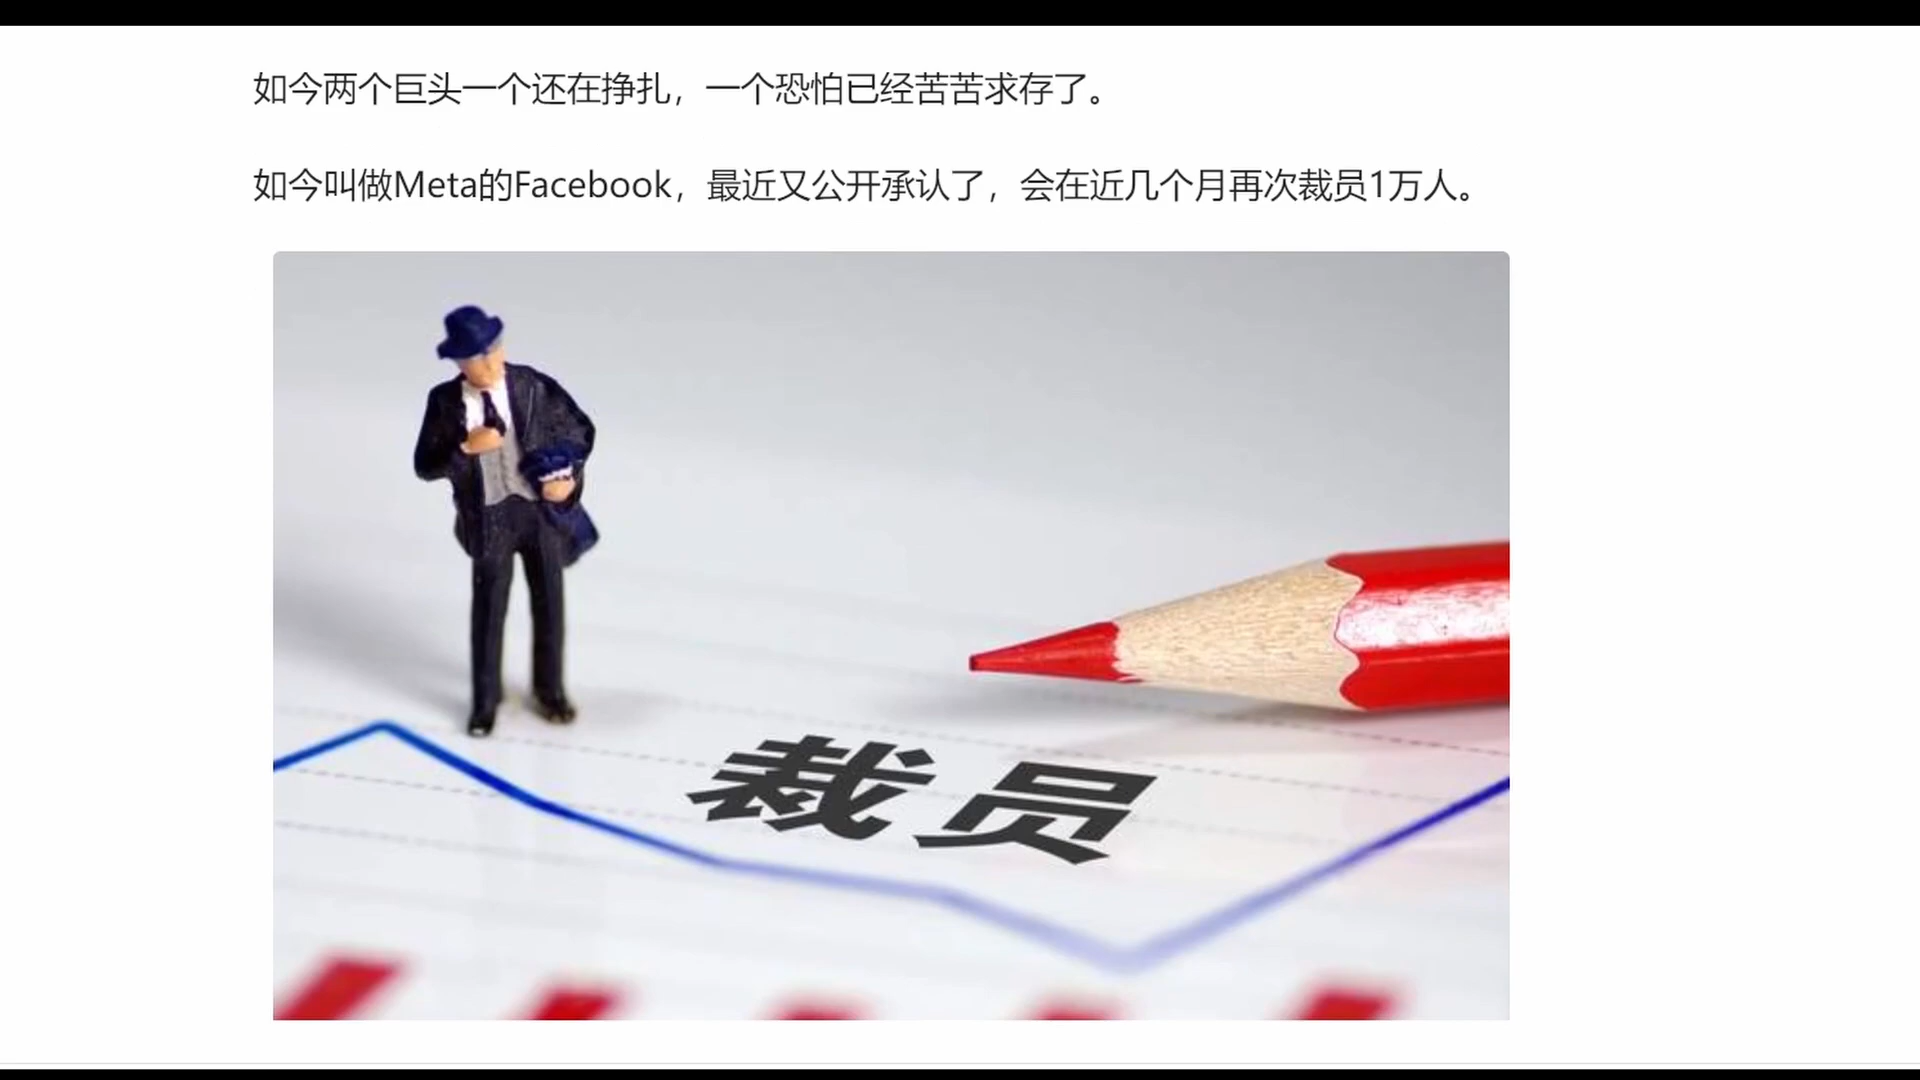 如今两个巨头一个还在挣扎，一个恐怕已经苦苦求存了。
如今叫做Meta的Facebook，最近又公开承认了，会在近几个月再次裁员1万人。
裁员